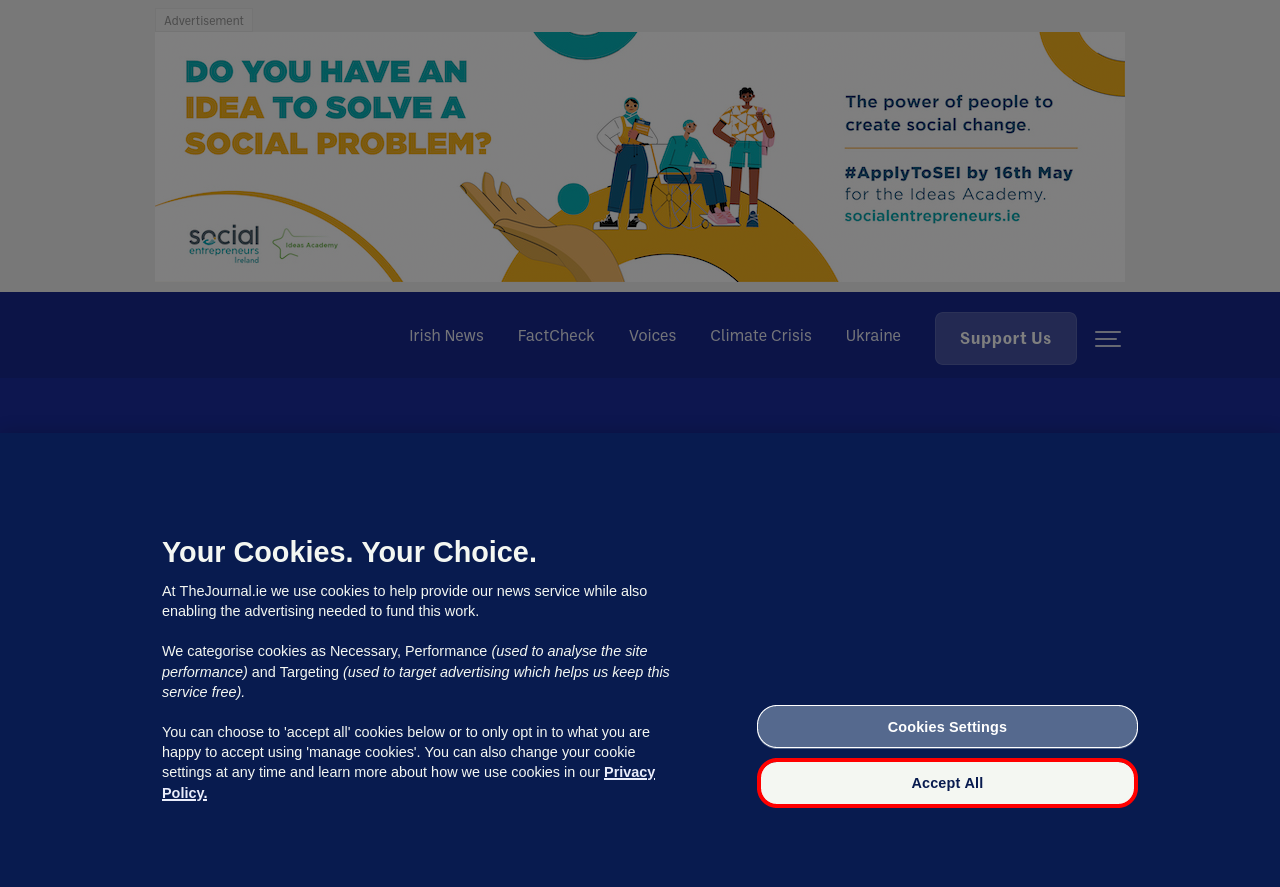 Advertisement
DO YOU HAVE AN
IDEA TO SOLVE A
SOCIAL PROBLEM?
The power of people to
create social change.
#ApplyToSEI by 16th May
for the Ideas Academy.
socialentrepreneurs.ie
social
entrepreneurs
Ireland
Ideas Academy
Irish News
FactCheck
Voices
Climate Crisis
Ukraine
Support Us
Your Cookies. Your Choice.
At TheJournal.ie we use cookies to help provide our news service while also
enabling the advertising needed to fund this work.
We categorise cookies as Necessary, Performance (used to analyse the site
performance) and Targeting (used to target advertising which helps us keep this
service free).
You can choose to 'accept all' cookies below or to only opt in to what you are
happy to accept using 'manage cookies'. You can also change your cookie
settings at any time and learn more about how we use cookies in our Privacy
Policy.
Cookies Settings
Accept All